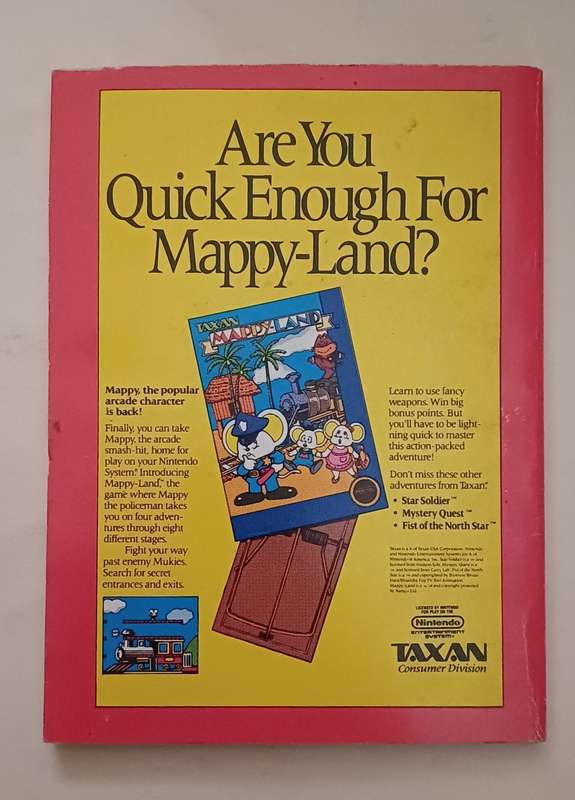 Are You
Quick Enough For
Mappy-Land?
TAXAN
MAPPY-LAND
Mappy, the popular
arcade character
is back!
Finally, you can take
Mappy, the arcade
smash-hit, home for
play on your Nintendo
System.® Introducing
Mappy-Land,™ the
game where Mappy
the policeman takes
you on four adven-
tures through eight
different stages.
Fight your way
past enemy Mukies.
Search for secret
entrances and exits.
Learn to use fancy
weapons. Win big
bonus points. But
you'll have to be light-
ning quick to master
this action-packed
adventure!
Don't miss these other
adventures from Taxan:
• Star Soldier™
• Mystery Quest™
• Fist of the North Star™
LICENSED BY NINTENDO
FOR PLAY ON THE
Nintendo
ENTERTAINMENT
SYSTEM
TAXAN
Consumer Division